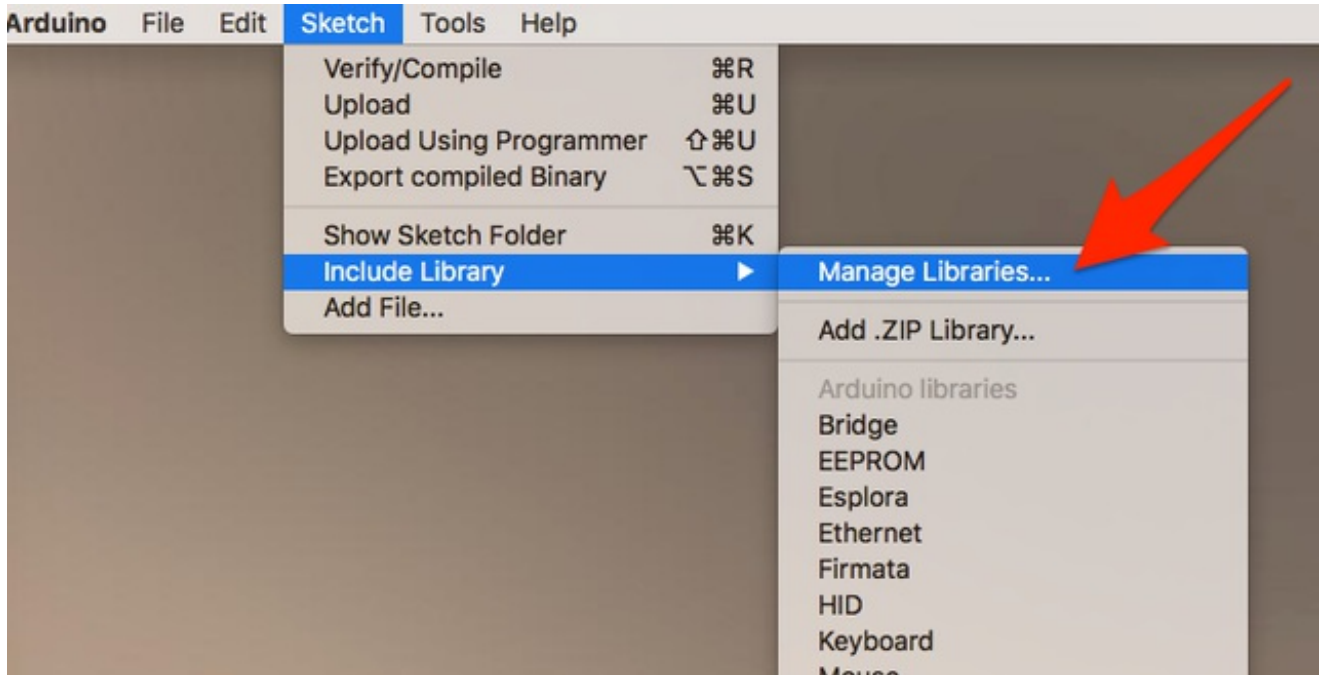 Arduino File Edit Sketch Tools Help
Verify/Compile ⌘R
Upload ⌘U
Upload Using Programmer ⇧⌘U
Export compiled Binary ⌥⌘S
Show Sketch Folder ⌘K
Include Library ▶
Add File...
Manage Libraries...
Add .ZIP Library...
Arduino libraries
Bridge
EEPROM
Esplora
Ethernet
Firmata
HID
Keyboard